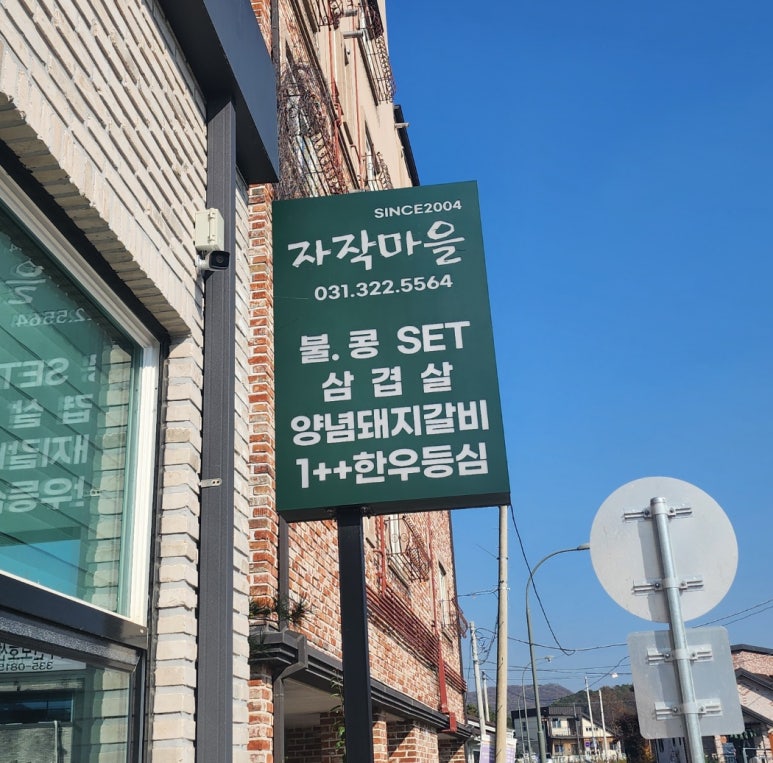 SINCE2004
자작마을
031.322.5564
불. 콩 SET
삼 겹 살
양념돼지갈비
1++한우등심